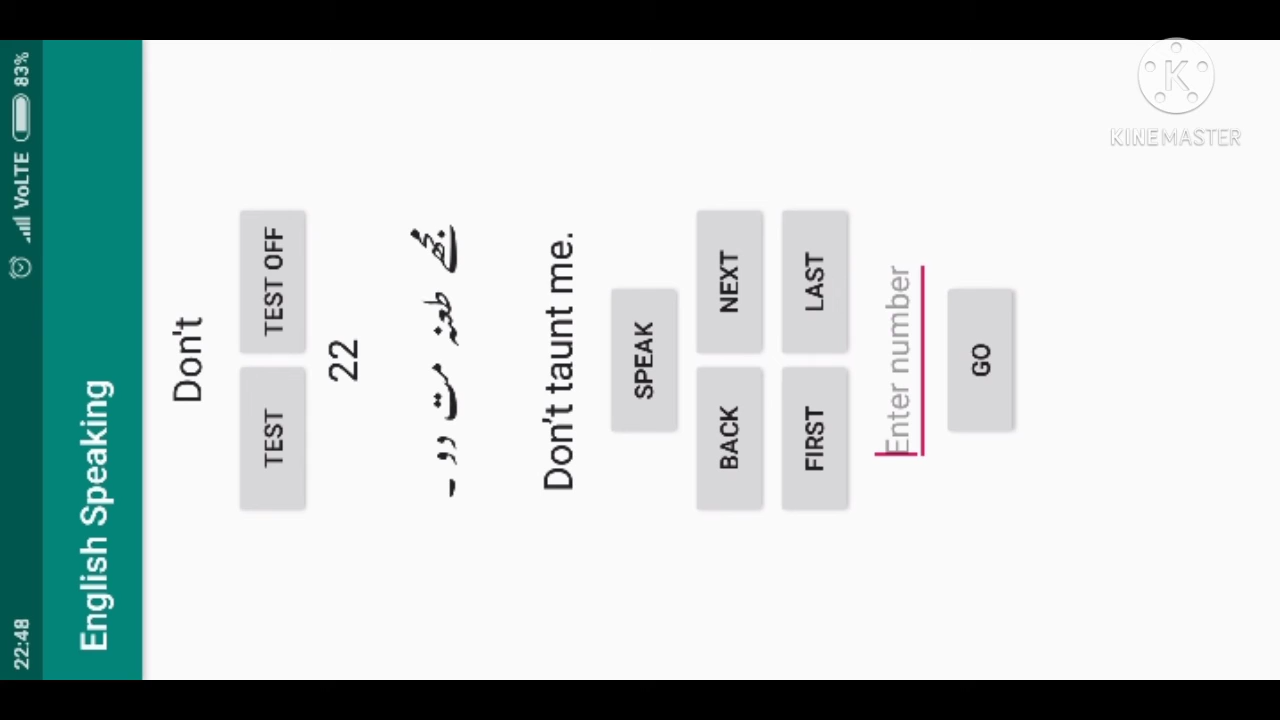 22:48 VoLTE 83%
English Speaking
Don't
TEST TEST OFF
22
مجھے طعنہ مت دو ۔
Don't taunt me.
SPEAK
BACK NEXT
FIRST LAST
Enter number
GO
K
KINEMASTER